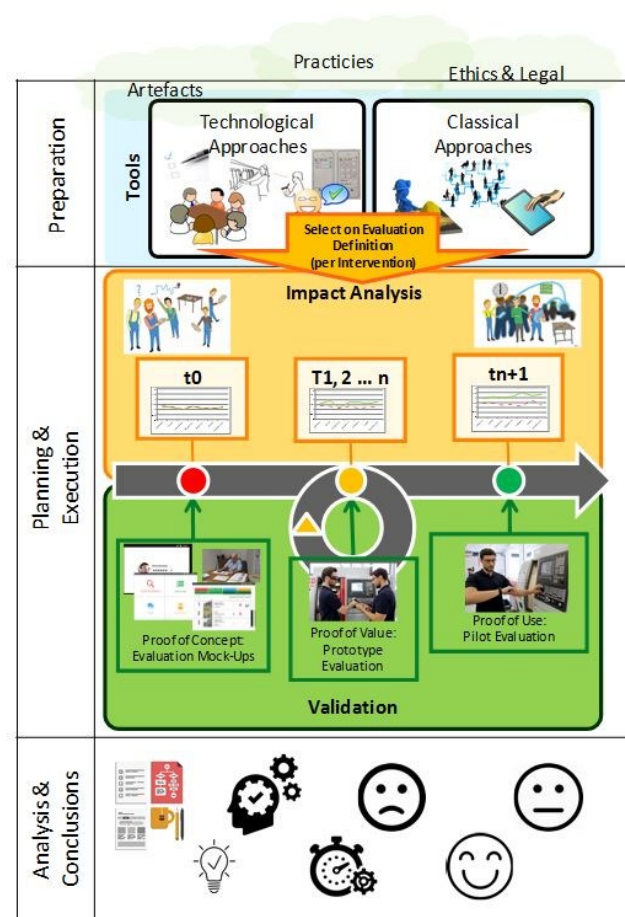 Practicies
Ethics & Legal
Artefacts
Preparation
Tools
Technological
Approaches
Classical
Approaches
Select on Evaluation
Definition
(per Intervention)
Planning &
Execution
Impact Analysis
t0
T1, 2 ... n
tn+1
Proof of Concept:
Evaluation Mock-Ups
Proof of Value:
Prototype
Evaluation
Proof of Use:
Pilot Evaluation
Validation
Analysis &
Conclusions